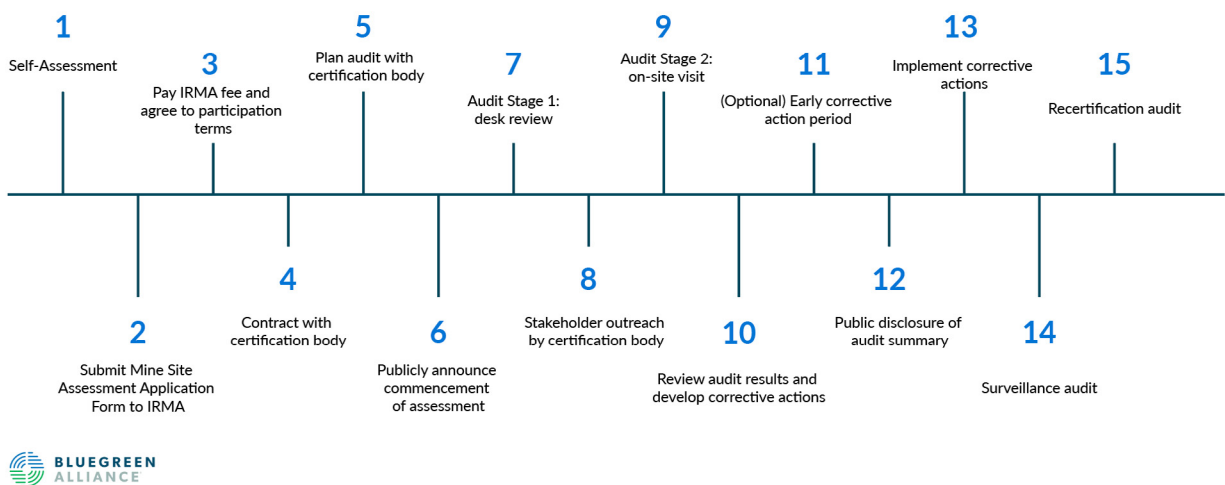 1
Self-Assessment
2
Submit Mine Site
Assessment Application
Form to IRMA
3
Pay IRMA fee and
agree to participation
terms
4
Contract with
certification body
5
Plan audit with
certification body
6
Publicly announce
commencement
of assessment
7
Audit Stage 1:
desk review
8
Stakeholder outreach
by certification body
9
Audit Stage 2:
on-site visit
10
Review audit results and
develop corrective actions
11
(Optional) Early corrective
action period
12
Public disclosure of
audit summary
13
Implement corrective
actions
14
Surveillance audit
15
Recertification audit
BLUEGREEN
ALLIANCE